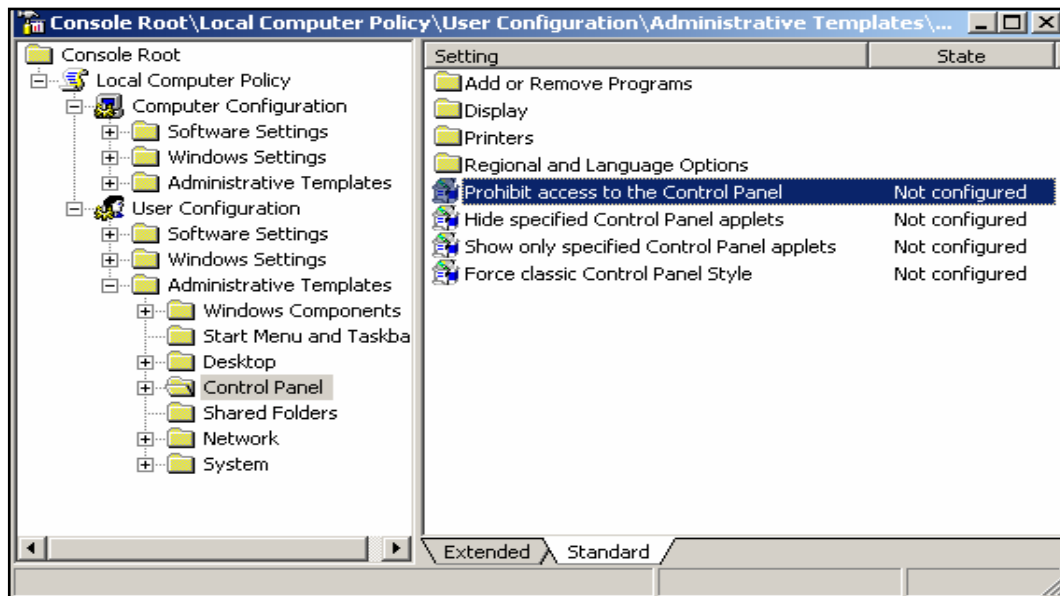 Console Root\Local Computer Policy\User Configuration\Administrative Templates\...
Console Root
Local Computer Policy
Computer Configuration
Software Settings
Windows Settings
Administrative Templates
User Configuration
Software Settings
Windows Settings
Administrative Templates
Windows Components
Start Menu and Taskba
Desktop
Control Panel
Shared Folders
Network
System
Setting State
Add or Remove Programs
Display
Printers
Regional and Language Options
Prohibit access to the Control Panel Not configured
Hide specified Control Panel applets Not configured
Show only specified Control Panel applets Not configured
Force classic Control Panel Style Not configured
Extended Standard